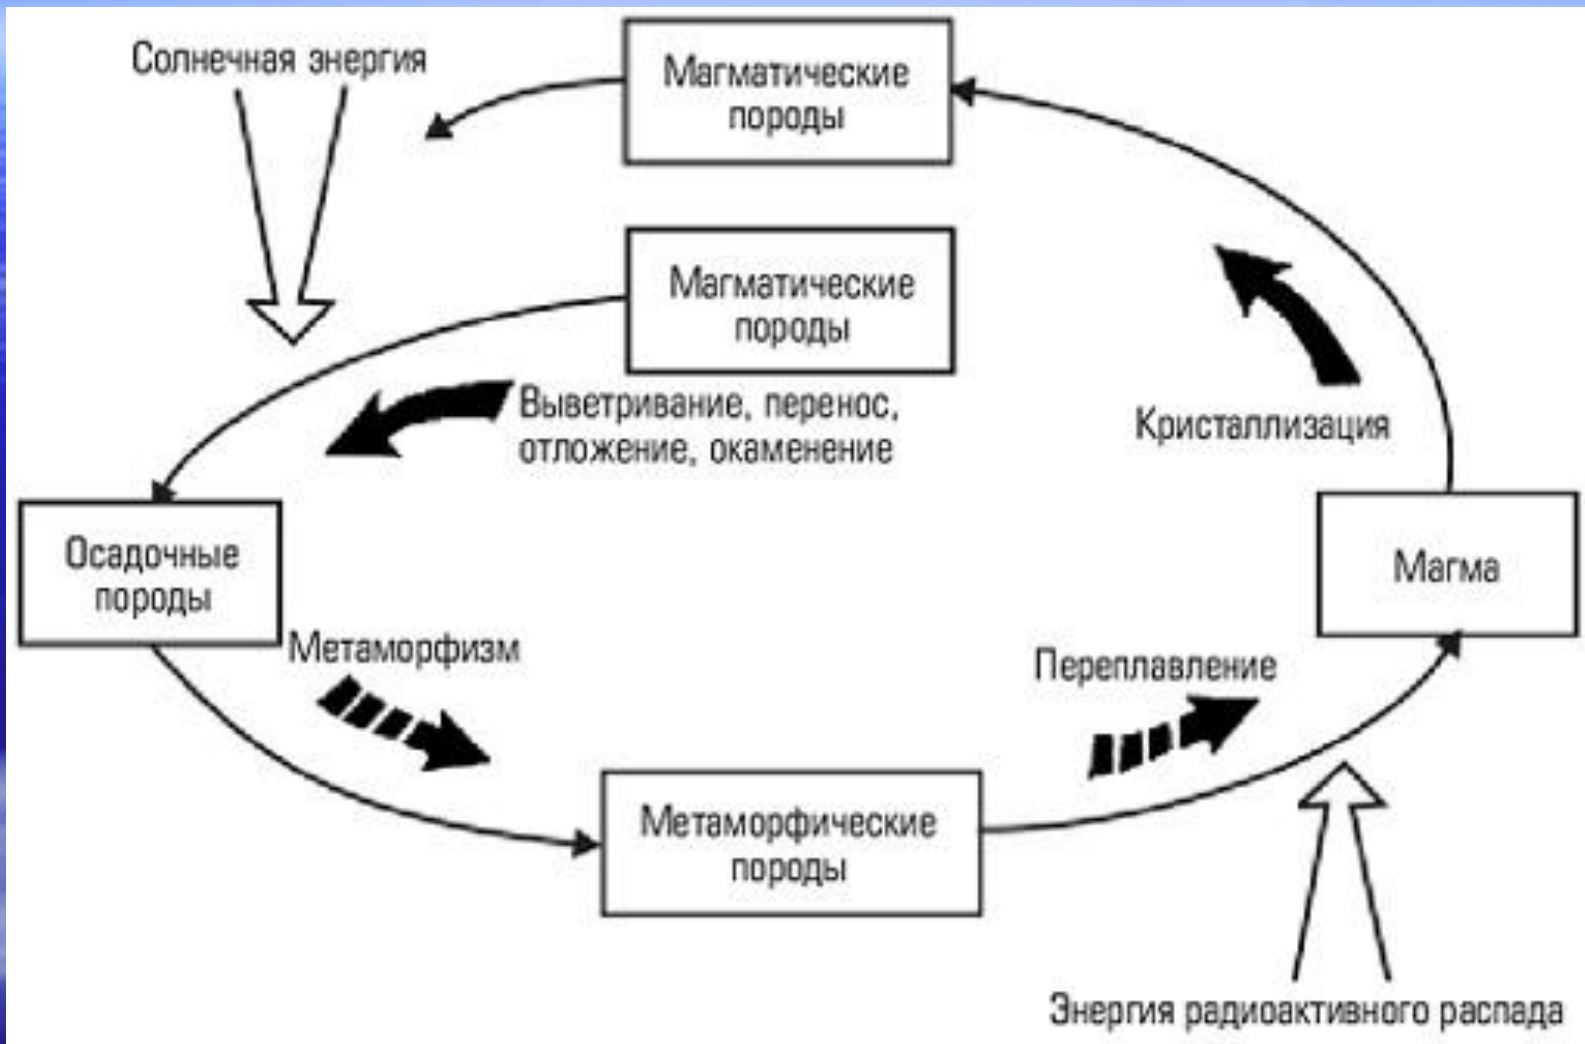 Солнечная энергия
Магматические
породы
Магматические
породы
Выветривание, перенос,
отложение, окаменение
Кристаллизация
Осадочные
породы
Магма
Метаморфизм
Переплавление
Метаморфические
породы
Энергия радиоактивного распада